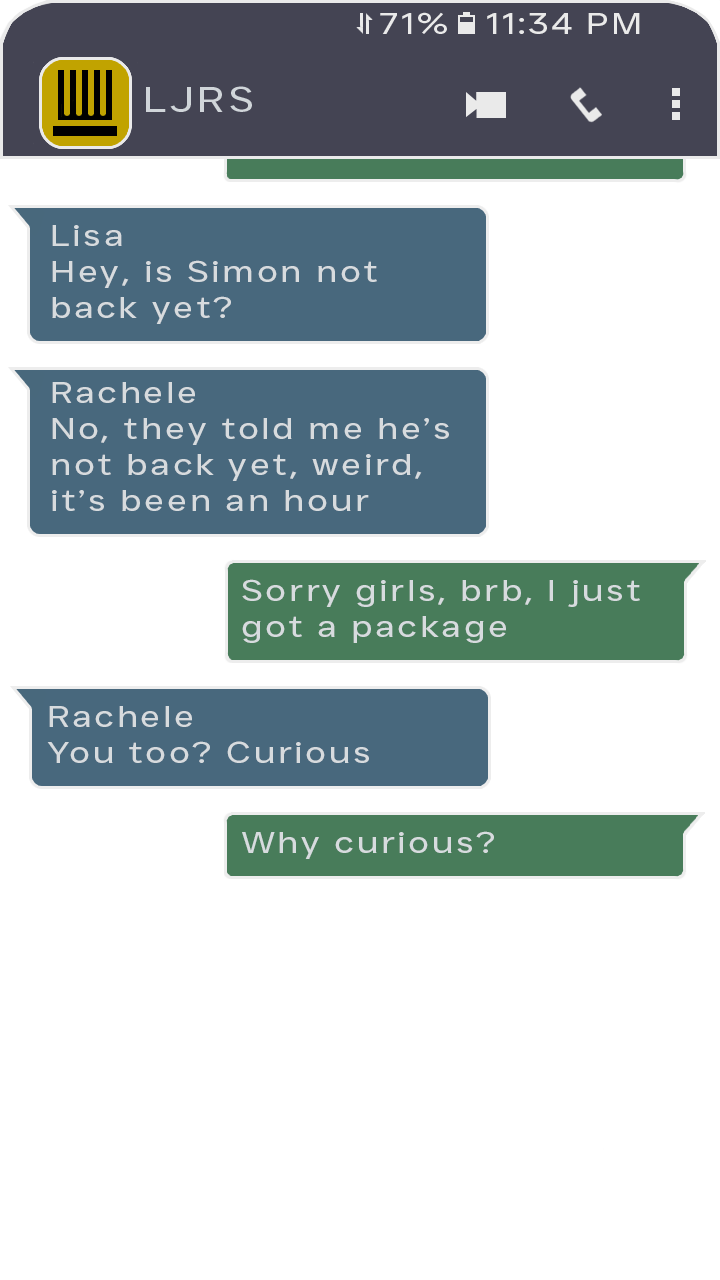 71% 11:34 PM
LJRS
Lisa
Hey, is Simon not
back yet?
Rachele
No, they told me he’s
not back yet, weird,
it’s been an hour
Sorry girls, brb, I just
got a package
Rachele
You too? Curious
Why curious?